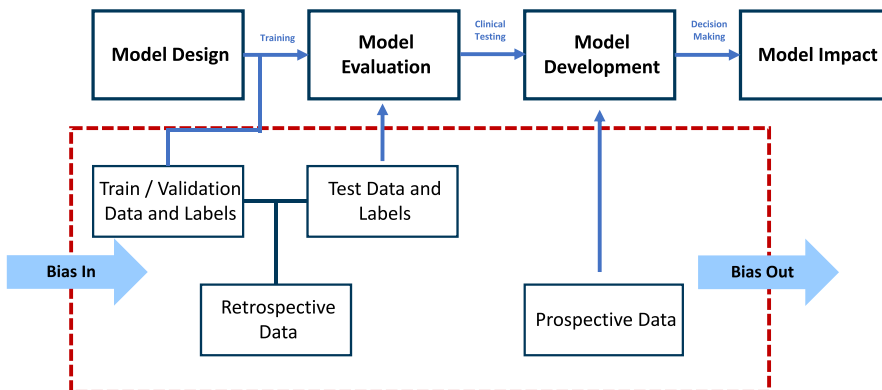 Model Design
Training
Model
Evaluation
Clinical
Testing
Model
Development
Decision
Making
Model Impact
Train / Validation
Data and Labels
Test Data and
Labels
Bias In
Retrospective
Data
Prospective Data
Bias Out